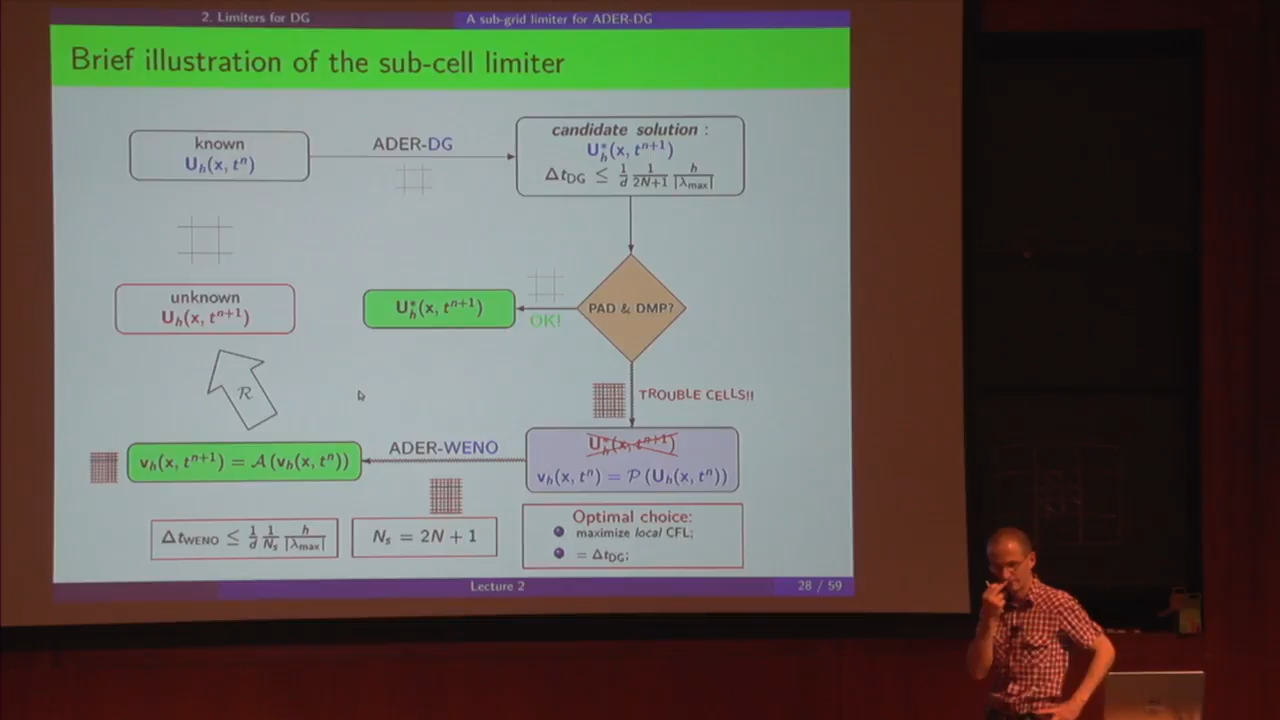 2. Limiters for DG
A sub-grid limiter for ADER-DG
Brief illustration of the sub-cell limiter
known
U_h(x, t^n)
ADER-DG
candidate solution :
U*_h(x, t^{n+1})
Δt_DG ≤ 1/d 1/(2N+1) h/|λ_max|
unknown
U_h(x, t^{n+1})
U*_h(x, t^{n+1})
OK!
PAD & DMP?
R
TROUBLE CELLS!!
U*_h(x, t^{n+1})
v_h(x, t^n) = P (U_h(x, t^n))
ADER-WENO
v_h(x, t^{n+1}) = A (v_h(x, t^n))
Δt_WENO ≤ 1/d 1/N_s h/|λ_max|
N_s = 2N + 1
Optimal choice:
maximize local CFL;
= Δt_DG;
Lecture 2
28 / 59